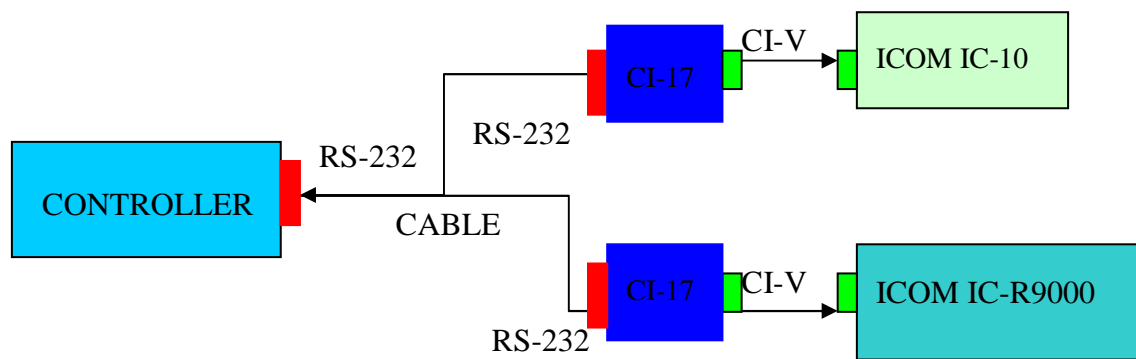 CI-V
ICOM IC-10
CI-17
RS-232
RS-232
CONTROLLER
CABLE
CI-17
CI-V
ICOM IC-R9000
RS-232